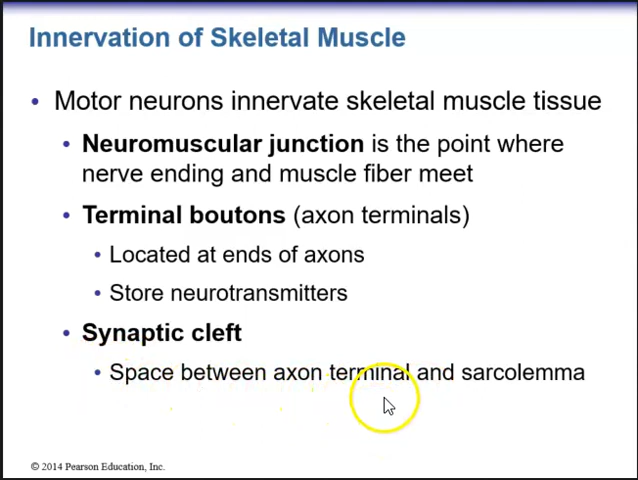 Innervation of Skeletal Muscle
• Motor neurons innervate skeletal muscle tissue
• Neuromuscular junction is the point where
nerve ending and muscle fiber meet
• Terminal boutons (axon terminals)
• Located at ends of axons
• Store neurotransmitters
• Synaptic cleft
• Space between axon terminal and sarcolemma
© 2014 Pearson Education, Inc.